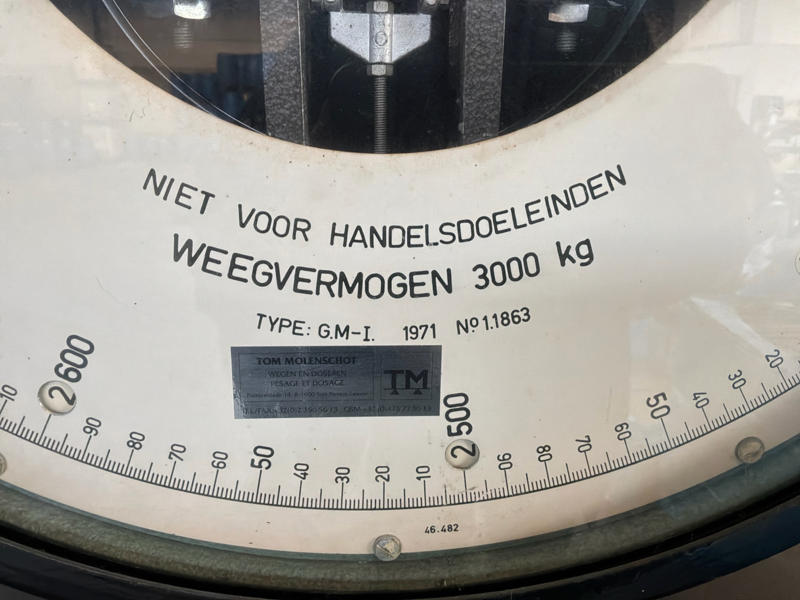 NIET VOOR HANDELSDOELEINDEN
WEEGVERMOGEN 3000 kg
TYPE: G.M-I. 1971 Nº1.1863
TOM MOLENSCHOT
WEGEN EN DOSEREN
PESAGE ET DOSAGE
TM
10 2600 90 80 70 60 50 40 30 20 10 2500 90 80 70 60 50 40 30 20
46.482